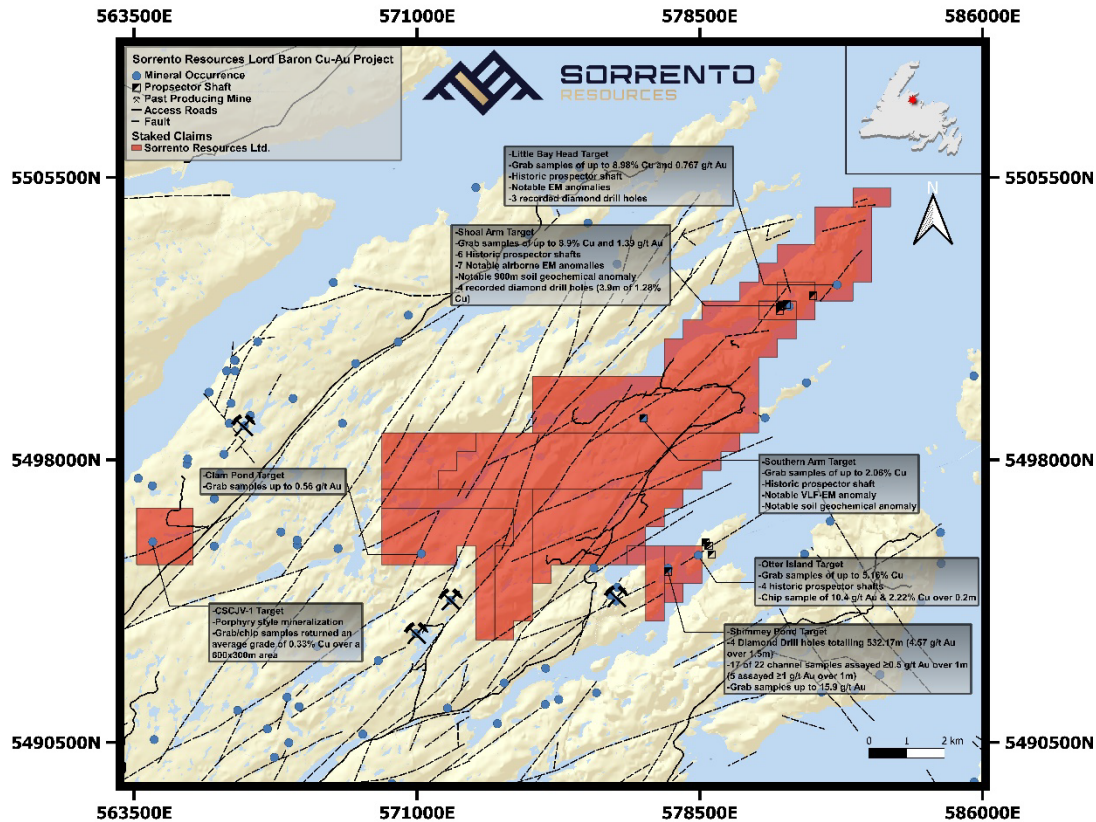 563500E 571000E 578500E 586000E
Sorrento Resources Lord Baron Cu-Au Project
Mineral Occurrence
Propsector Shaft
Past Producing Mine
Access Roads
Fault
Staked Claims
Sorrento Resources Ltd.
SORRENTO
RESOURCES
5505500N 5505500N
-Little Bay Head Target
-Grab samples of up to 8.98% Cu and 0.767 g/t Au
-Historic prospector shaft
-Notable EM anomalies
-3 recorded diamond drill holes
N
-Shoal Arm Target
-Grab samples of up to 8.9% Cu and 1.39 g/t Au
-6 Historic prospector shafts
-7 Notable airborne EM anomalies
-Notable 900m soil geochemical anomaly
-4 recorded diamond drill holes (3.9m of 1.28%
Cu)
5498000N 5498000N
-Clam Pond Target
-Grab samples up to 0.56 g/t Au
-Southern Arm Target
-Grab samples of up to 2.06% Cu
-Historic prospector shaft
-Notable VLF-EM anomaly
-Notable soil geochemical anomaly
-Otter Island Target
-Grab samples of up to 5.16% Cu
-4 historic prospector shafts
-Chip sample of 10.4 g/t Au & 2.22% Cu over 0.2m
-CSCJV-1 Target
-Porphyry style mineralization
-Grab/chip samples returned an
average grade of 0.33% Cu over a
600x300m area
-Shimmey Pond Target
-4 Diamond Drill holes totalling 532.17m (4.57 g/t Au
over 1.5m)
-17 of 22 channel samples assayed ≥0.5 g/t Au over 1m
(5 assayed ≥1 g/t Au over 1m)
-Grab samples up to 15.9 g/t Au
5490500N 5490500N
0 1 2 km
563500E 571000E 578500E 586000E